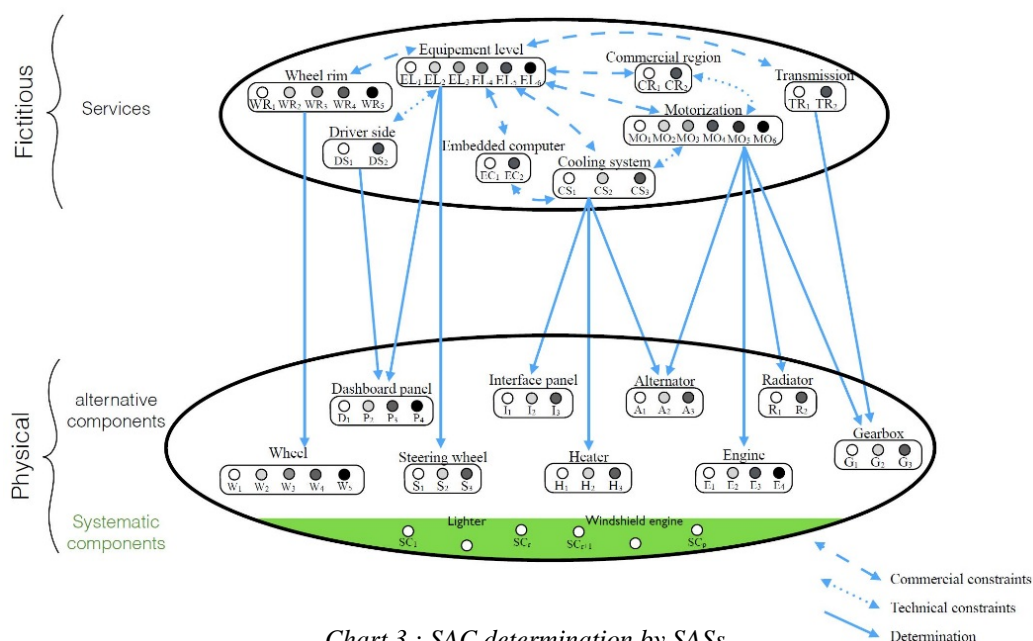 Fictitious
Services
Equipement level
EL1 EL2 EL3 EL4 EL5 EL6
Commercial region
CR1 CR2
Wheel rim
WR1 WR2 WR3 WR4 WR5
Transmission
TR1 TR2
Motorization
MO1 MO2 MO3 MO4 MO5 MO6
Driver side
DS1 DS2
Embedded computer
EC1 EC2
Cooling system
CS1 CS2 CS3
Physical
alternative
components
Dashboard panel
D1 P2 P3 P4
Interface panel
I1 I2 I3
Alternator
A1 A2 A3
Radiator
R1 R2
Gearbox
G1 G2 G3
Wheel
W1 W2 W3 W4 W5
Steering wheel
S1 S2 S3
Heater
H1 H2 H3
Engine
E1 E2 E3 E4
Systematic
components
Lighter
Windshield engine
SC1 SCr SCr+1 SCp
Commercial constraints
Technical constraints
Determination
Chart 3 : SAC determination by SASs